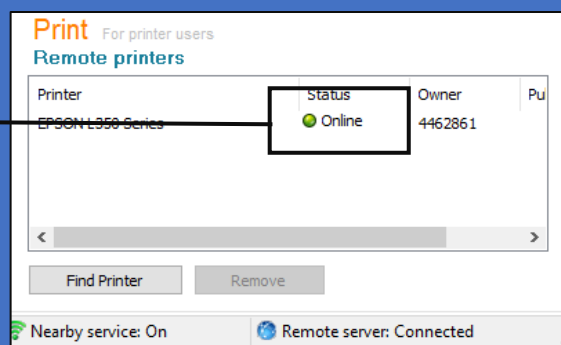 Print For printer users
Remote printers
Printer Status Owner Pu
EPSON L350 Series Online 4462861
Find Printer Remove
Nearby service: On Remote server: Connected